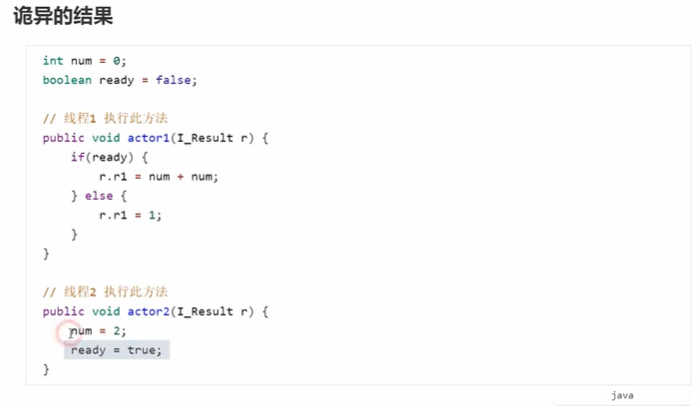 诡异的结果
int num = 0;
boolean ready = false;
// 线程1 执行此方法
public void actor1(I_Result r) {
if(ready) {
r.r1 = num + num;
} else {
r.r1 = 1;
}
}
// 线程2 执行此方法
public void actor2(I_Result r) {
num = 2;
ready = true;
}
java